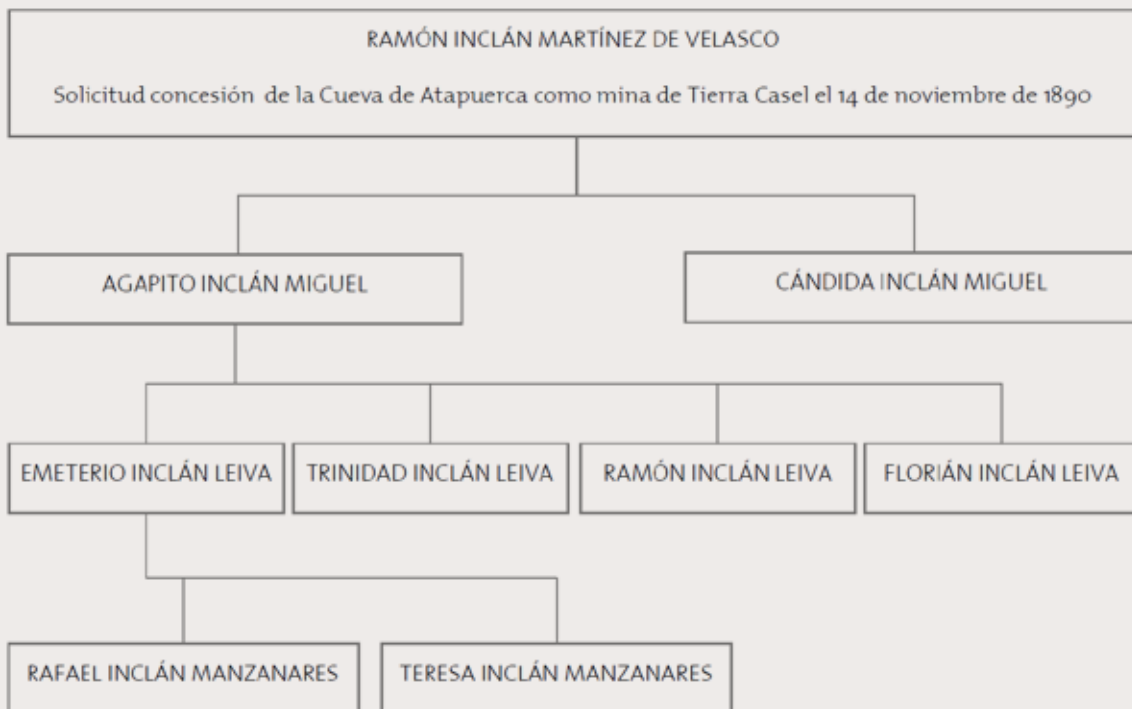 RAMÓN INCLÁN MARTÍNEZ DE VELASCO
Solicitud concesión de la Cueva de Atapuerca como mina de Tierra Casel el 14 de noviembre de 1890
AGAPITO INCLÁN MIGUEL
CÁNDIDA INCLÁN MIGUEL
EMETERIO INCLÁN LEIVA
TRINIDAD INCLÁN LEIVA
RAMÓN INCLÁN LEIVA
FLORIÁN INCLÁN LEIVA
RAFAEL INCLÁN MANZANARES
TERESA INCLÁN MANZANARES